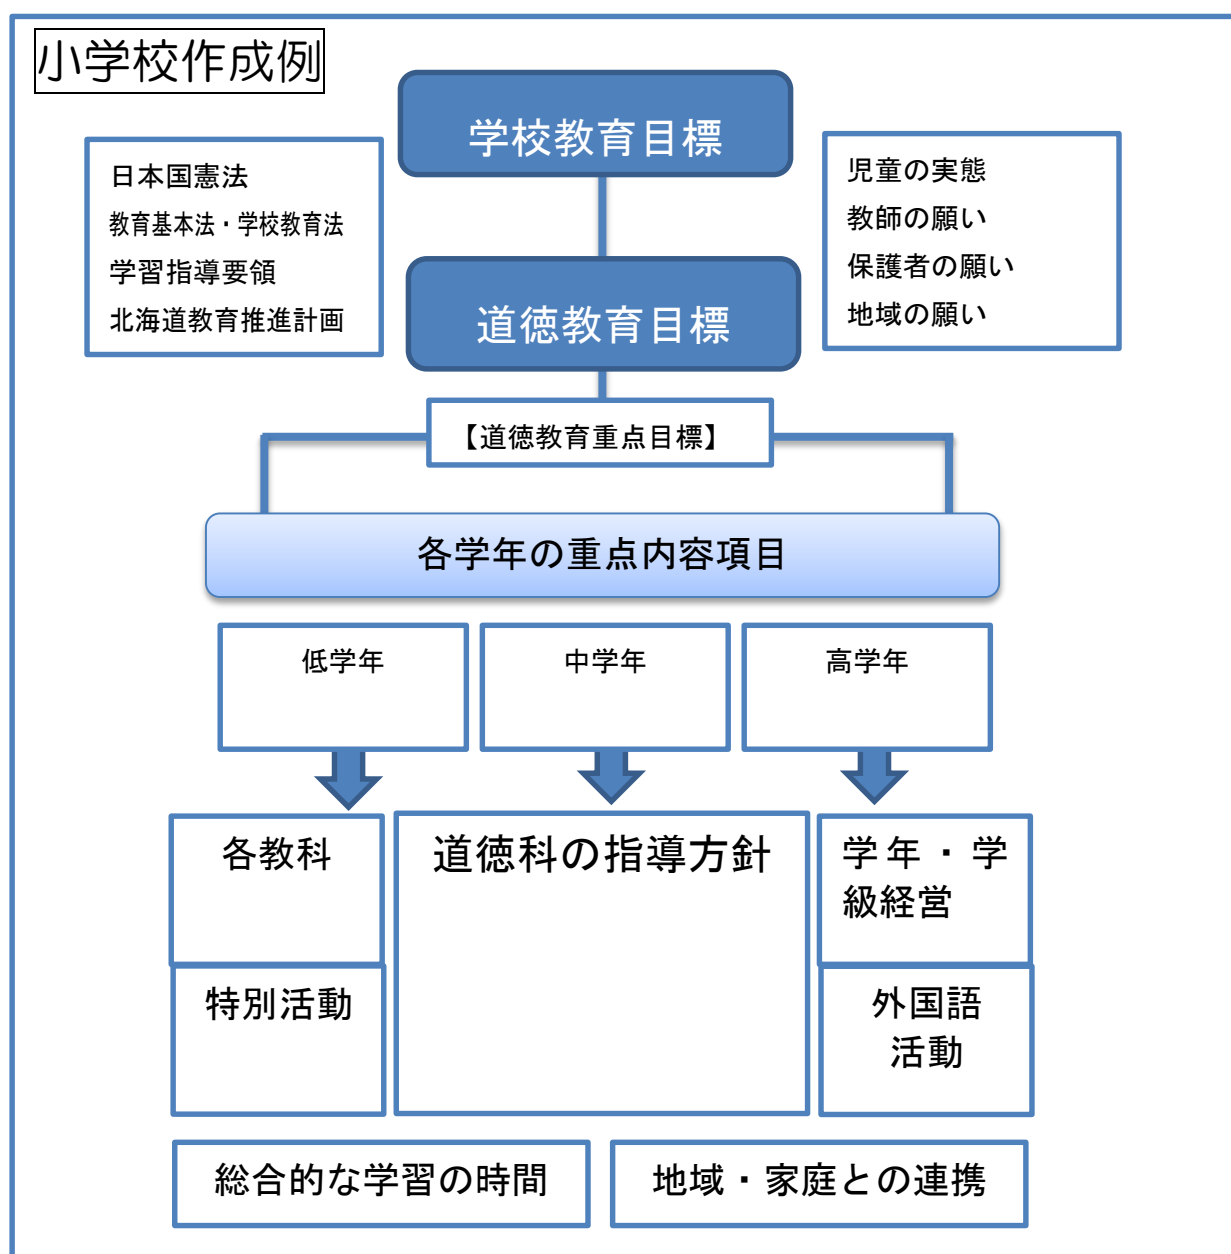 小学校作成例
学校教育目標
日本国憲法
教育基本法・学校教育法
学習指導要領
北海道教育推進計画
児童の実態
教師の願い
保護者の願い
地域の願い
道徳教育目標
【道徳教育重点目標】
各学年の重点内容項目
低学年
中学年
高学年
各教科
道徳科の指導方針
学年・学
級経営
特別活動
外国語
活動
総合的な学習の時間
地域・家庭との連携